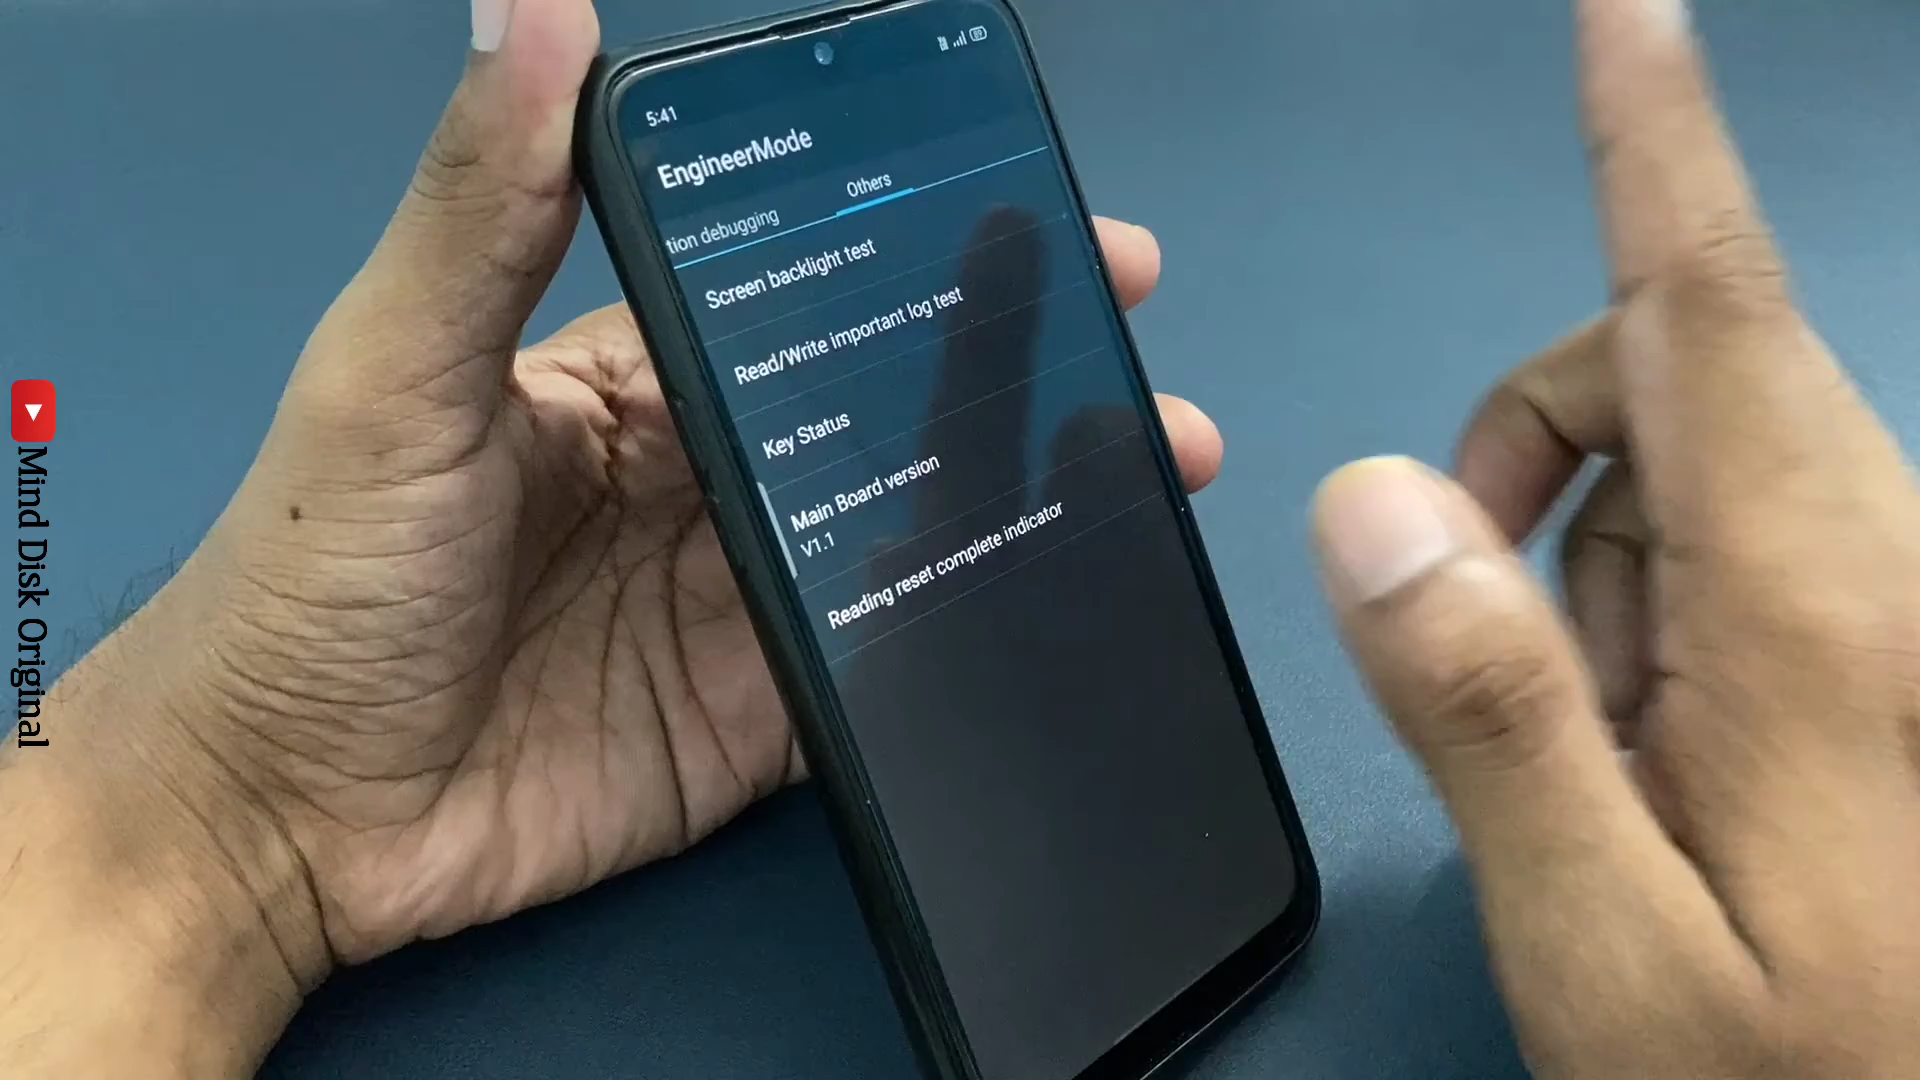 5:41
89
EngineerMode
tion debugging
Others
Screen backlight test
Read/Write important log test
Key Status
Main Board version
V1.1
Reading reset complete indicator
Mind Disk Original